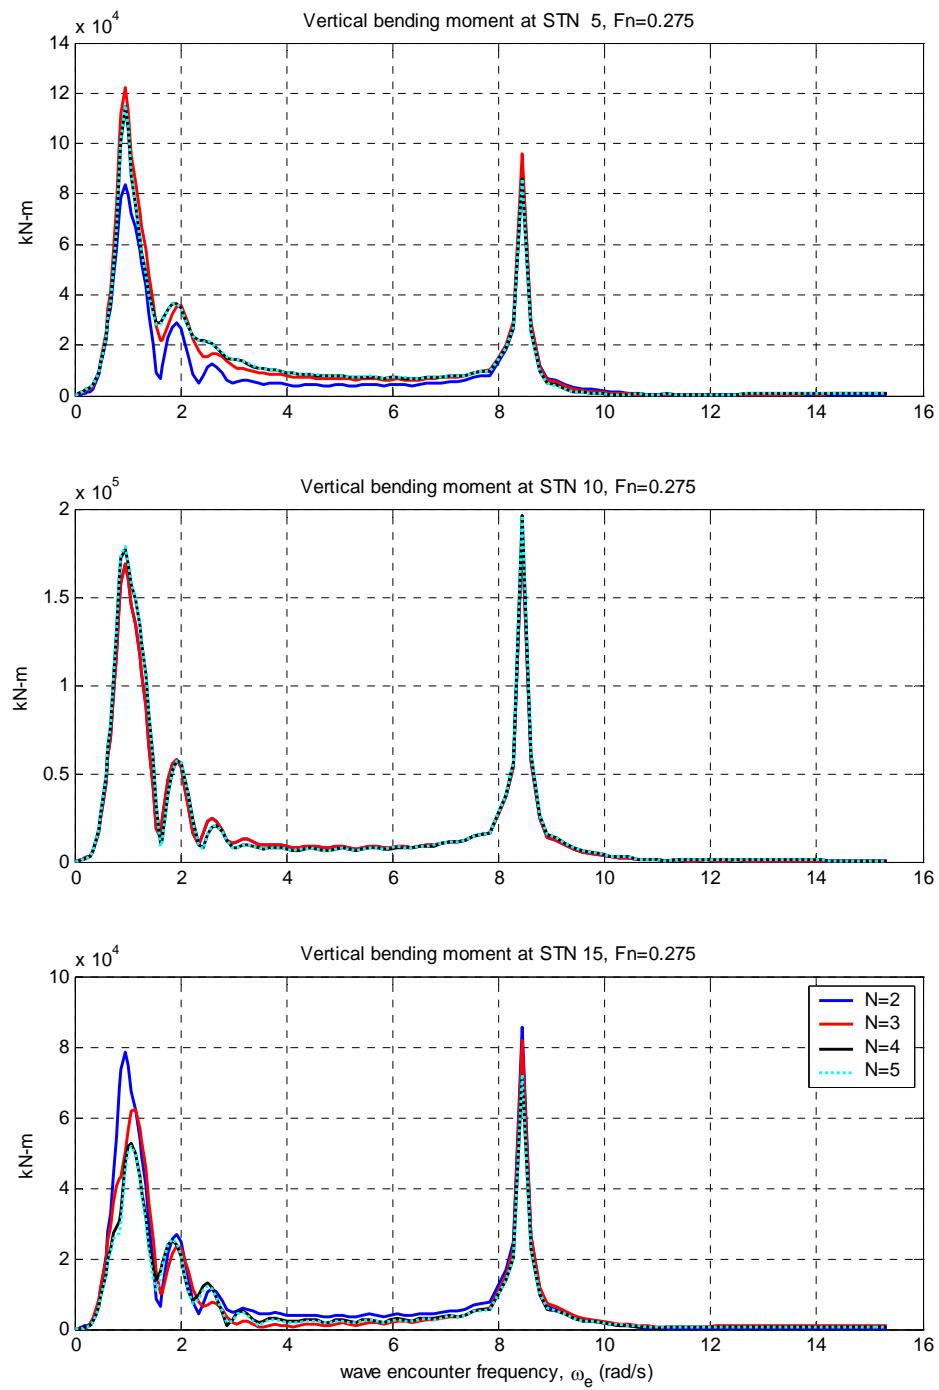 Vertical bending moment at STN 5, Fn=0.275
x 10^4
14
12
10
8
6
4
2
0
kN-m
0 2 4 6 8 10 12 14 16
Vertical bending moment at STN 10, Fn=0.275
x 10^5
2
1.5
1
0.5
0
kN-m
0 2 4 6 8 10 12 14 16
Vertical bending moment at STN 15, Fn=0.275
x 10^4
10
8
6
4
2
0
kN-m
N=2
N=3
N=4
N=5
0 2 4 6 8 10 12 14 16
wave encounter frequency, ω_e (rad/s)